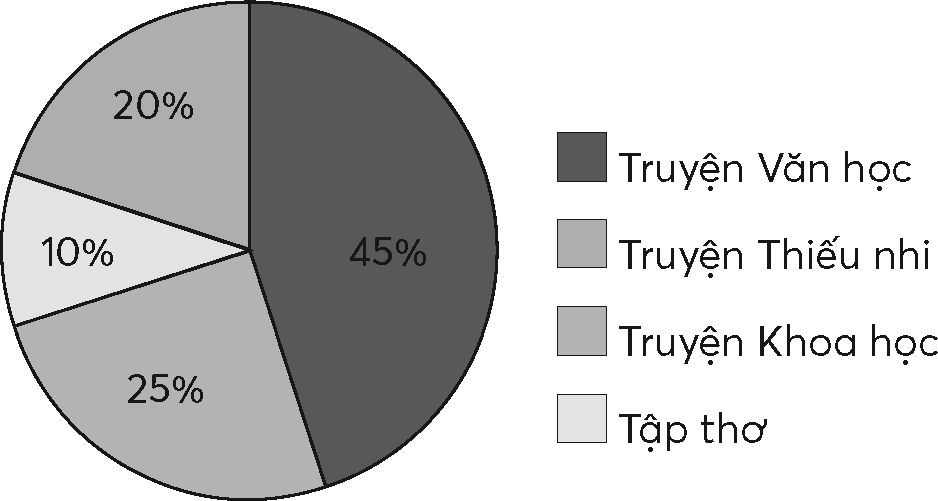 20%
10%
45%
25%
Truyện Văn học
Truyện Thiếu nhi
Truyện Khoa học
Tập thơ